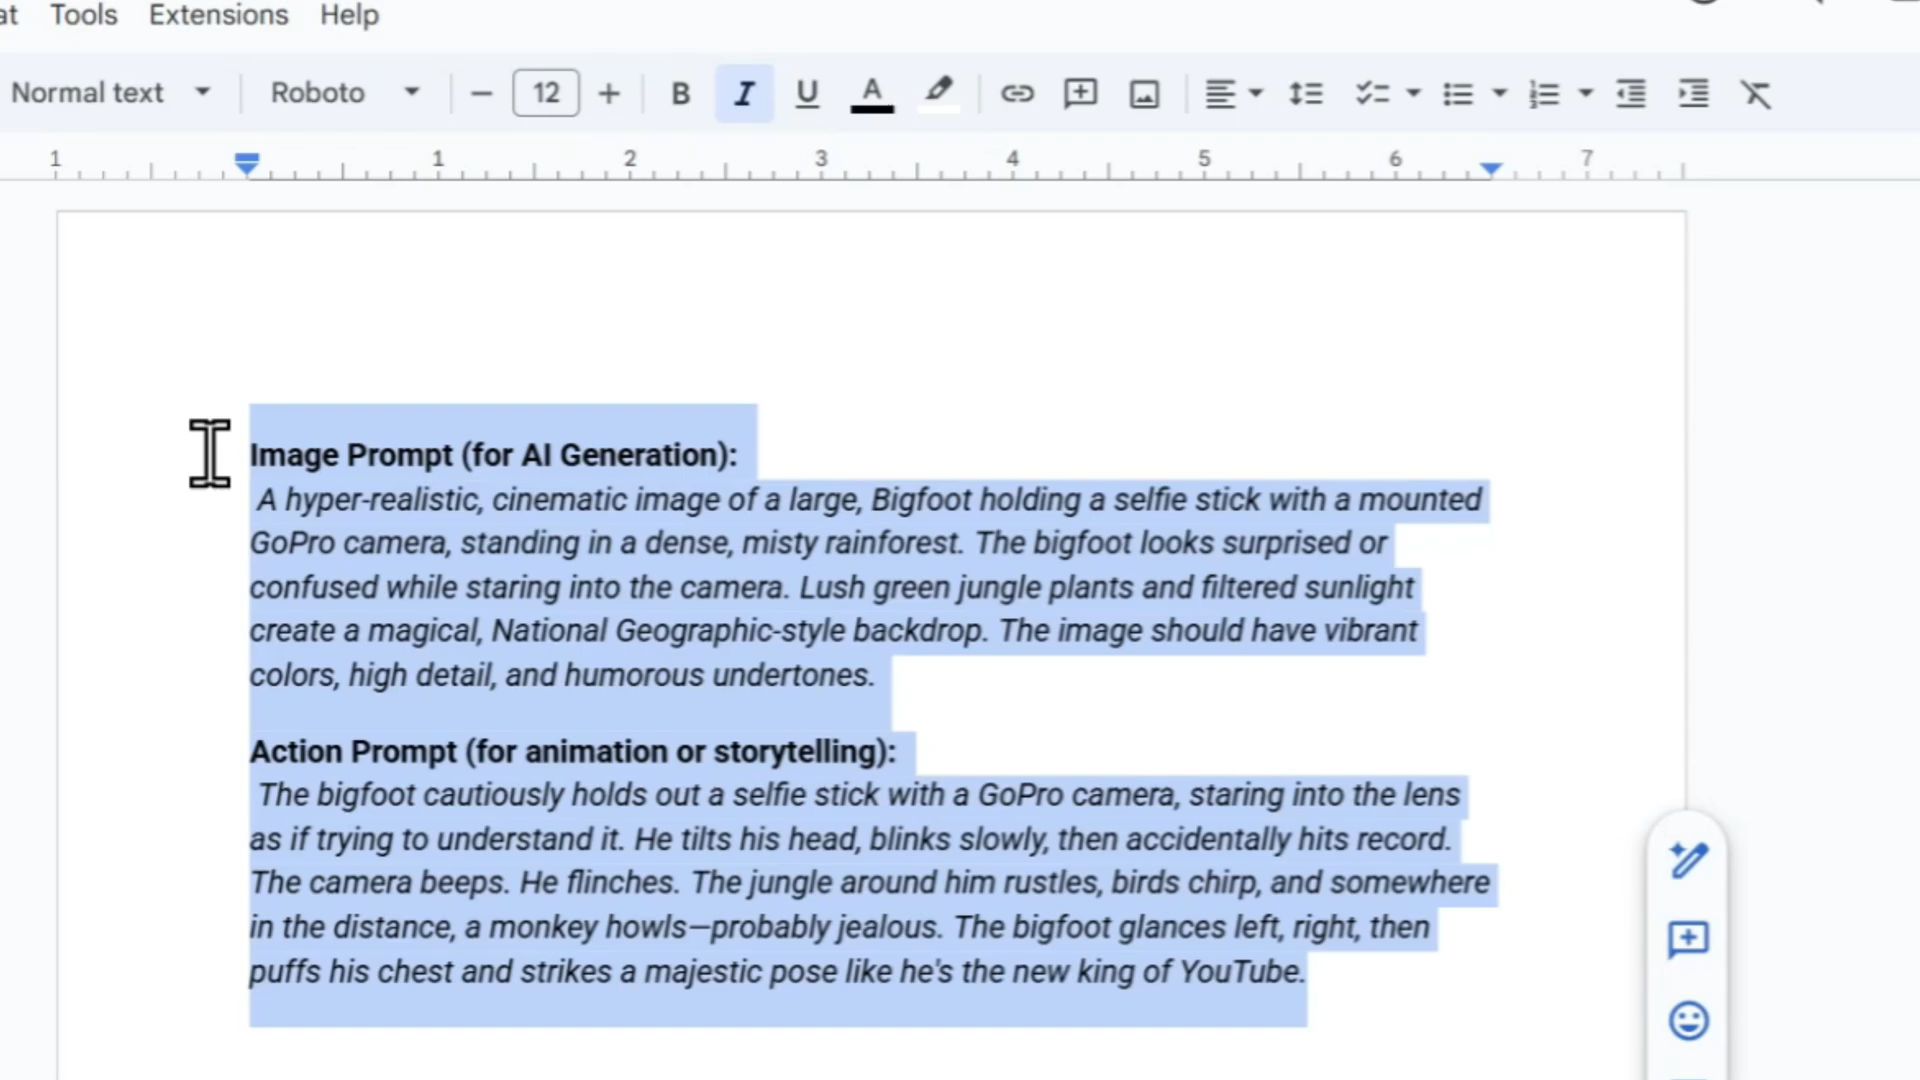 Tools Extensions Help
Normal text Roboto 12 B I U A
1 1 2 3 4 5 6 7
Image Prompt (for AI Generation):
A hyper-realistic, cinematic image of a large, Bigfoot holding a selfie stick with a mounted
GoPro camera, standing in a dense, misty rainforest. The bigfoot looks surprised or
confused while staring into the camera. Lush green jungle plants and filtered sunlight
create a magical, National Geographic-style backdrop. The image should have vibrant
colors, high detail, and humorous undertones.
Action Prompt (for animation or storytelling):
The bigfoot cautiously holds out a selfie stick with a GoPro camera, staring into the lens
as if trying to understand it. He tilts his head, blinks slowly, then accidentally hits record.
The camera beeps. He flinches. The jungle around him rustles, birds chirp, and somewhere
in the distance, a monkey howls—probably jealous. The bigfoot glances left, right, then
puffs his chest and strikes a majestic pose like he's the new king of YouTube.